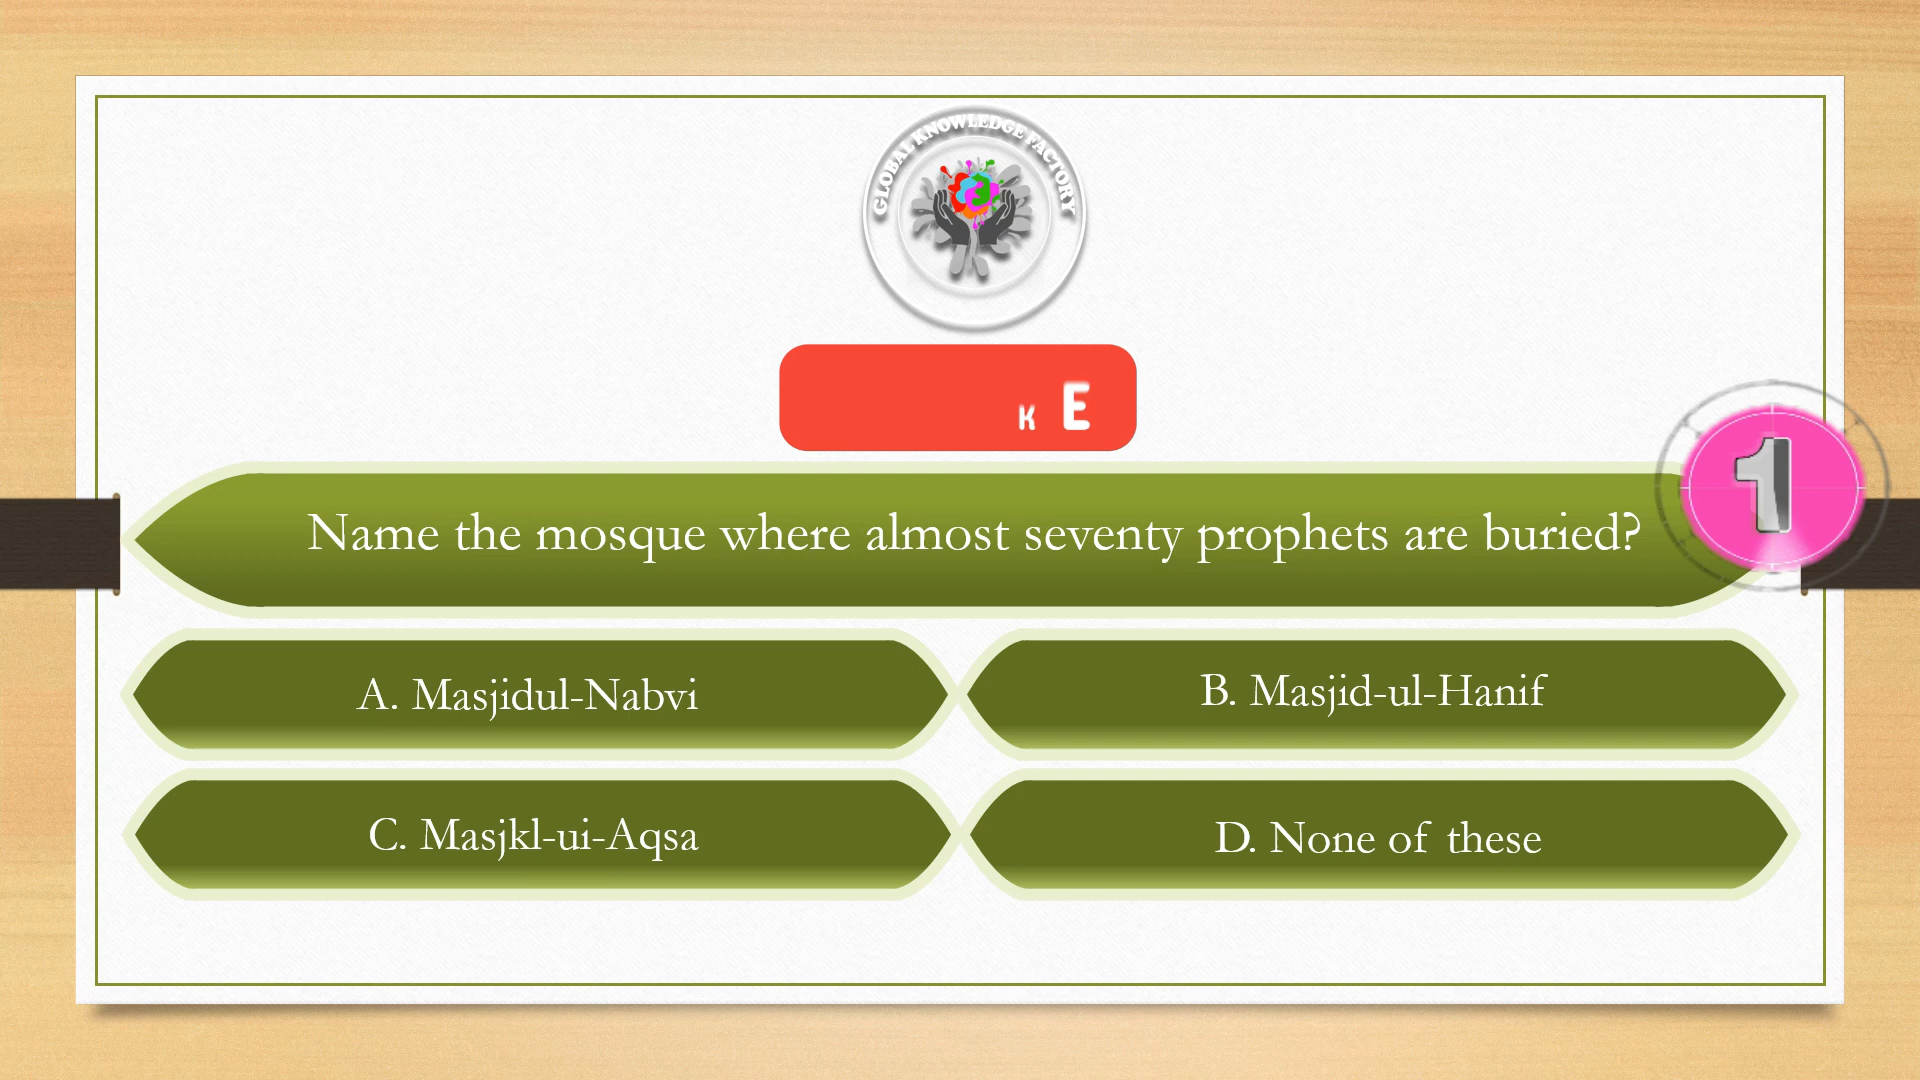 GLOBAL KNOWLEDGE FACTORY
K E
Name the mosque where almost seventy prophets are buried?
1
A. Masjidul-Nabvi
B. Masjid-ul-Hanif
C. Masjkl-ui-Aqsa
D. None of these